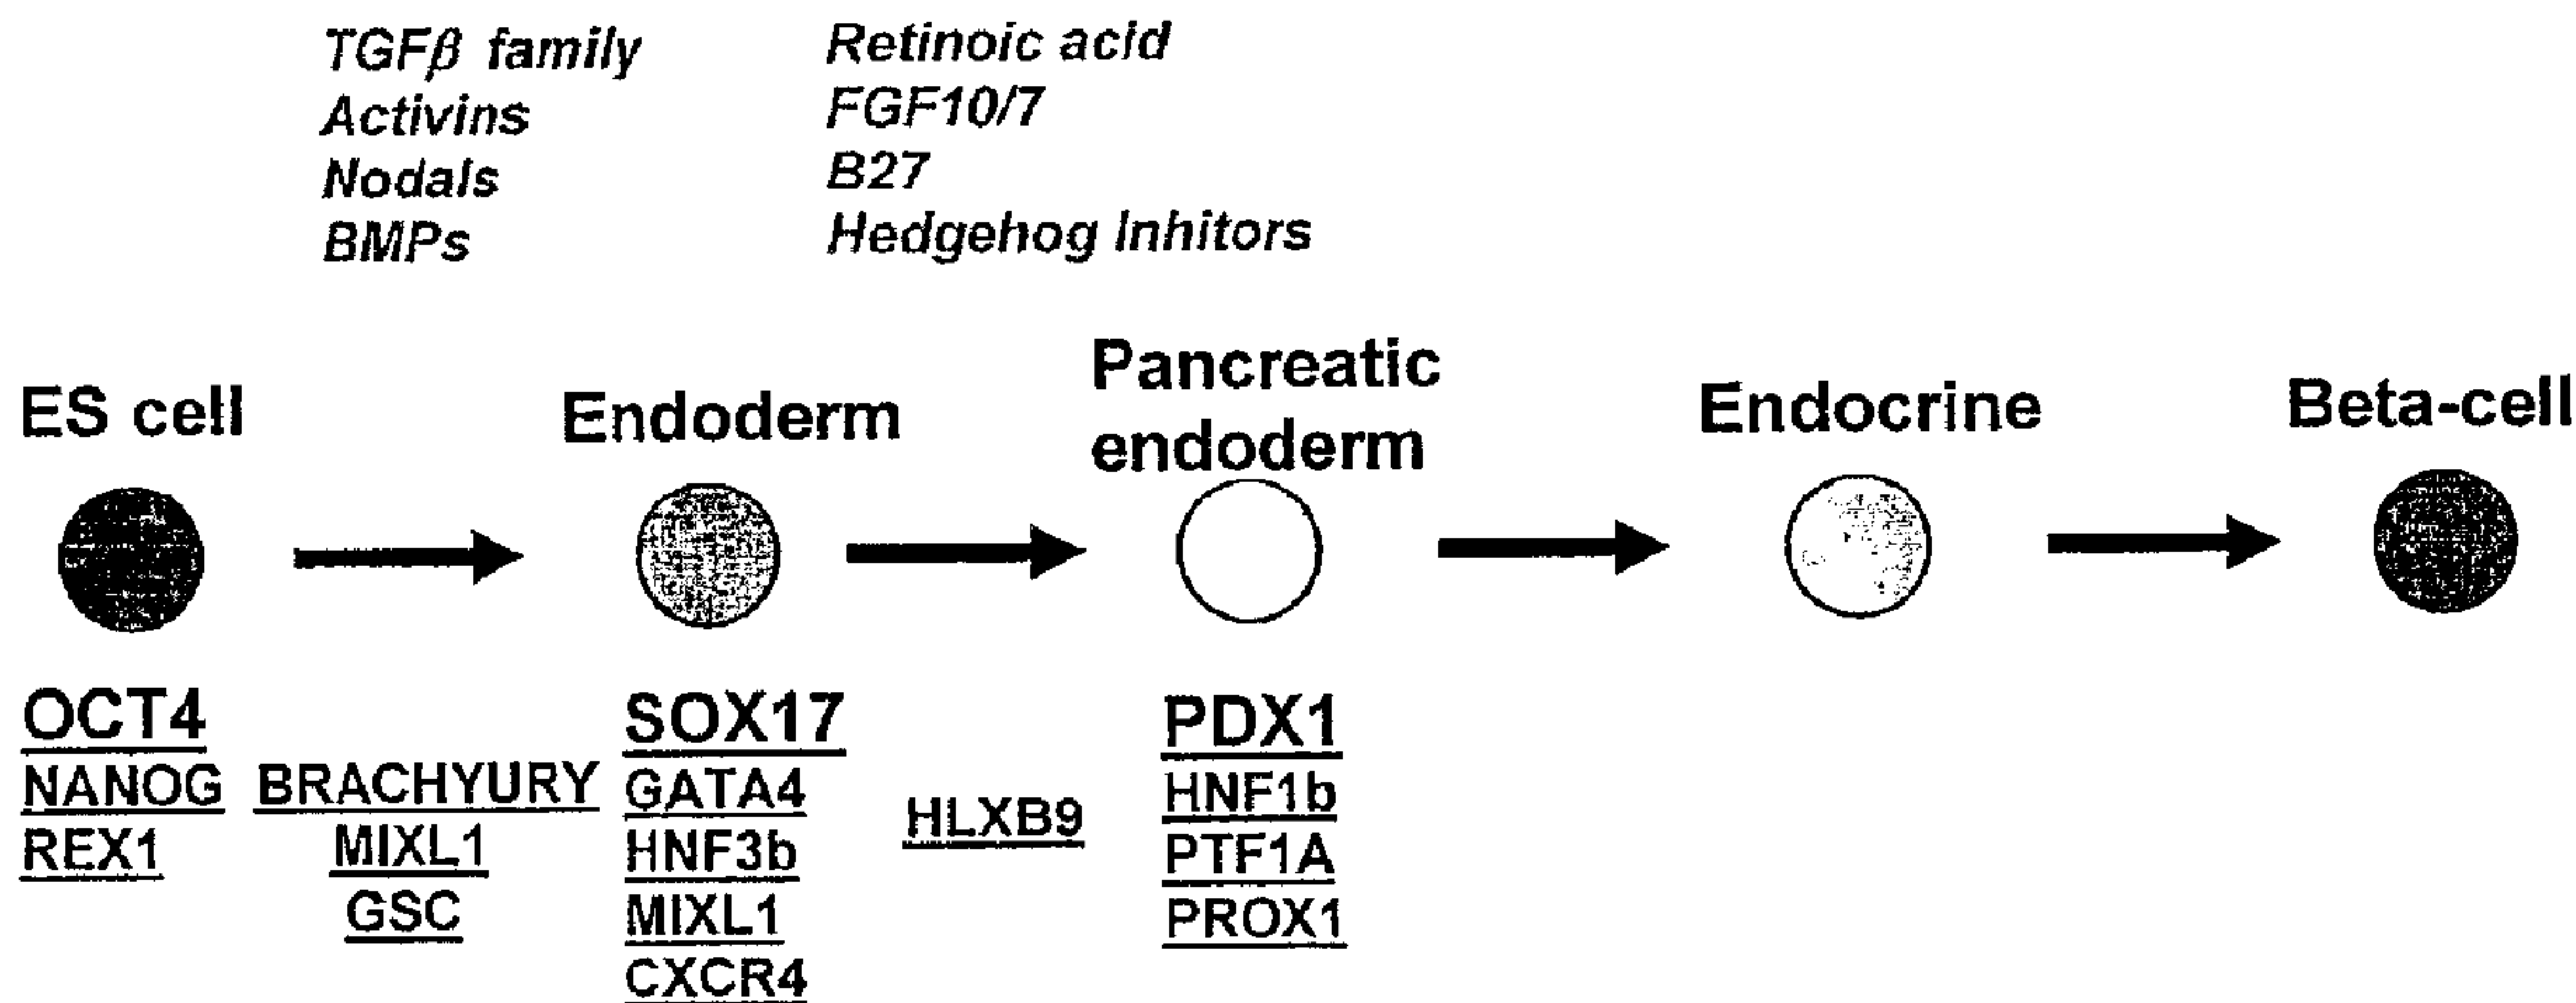 TGFβ family
Activins
Nodals
BMPs
Retinoic acid
FGF10/7
B27
Hedgehog Inhitors
ES cell
Endoderm
Pancreatic
endoderm
Endocrine
Beta-cell
OCT4
NANOG
REX1
BRACHYURY
MIXL1
GSC
SOX17
GATA4
HNF3b
MIXL1
CXCR4
HLXB9
PDX1
HNF1b
PTF1A
PROX1